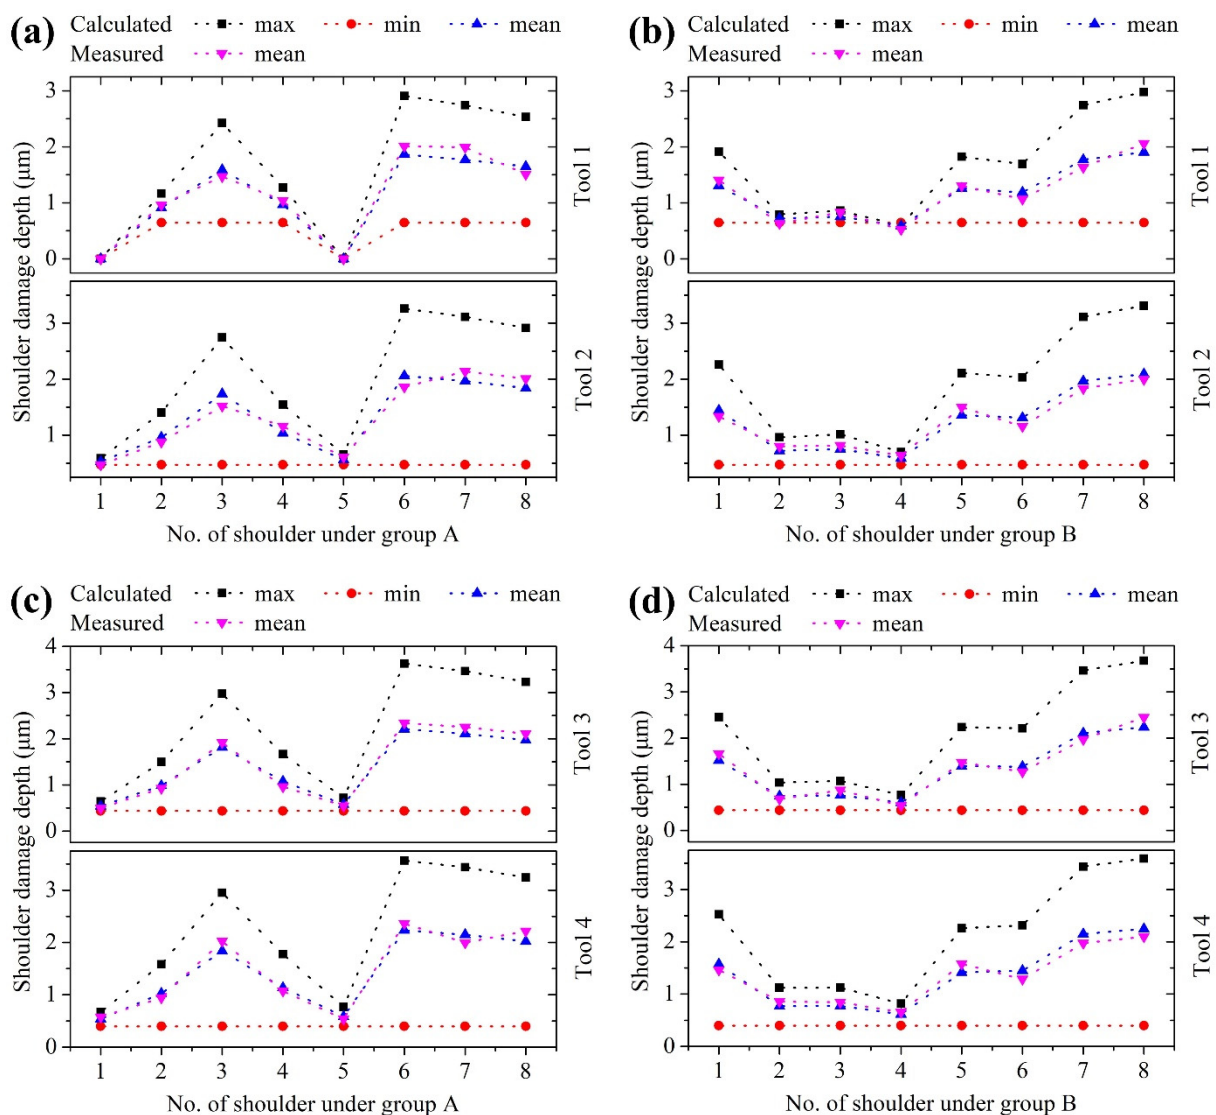 (a) Calculated max min mean
Measured mean
3
2
1
0
Tool 1
Shoulder damage depth (μm)
3
2
1
Tool 2
1 2 3 4 5 6 7 8
No. of shoulder under group A
(b) Calculated max min mean
Measured mean
3
2
1
0
Tool 1
Shoulder damage depth (μm)
3
2
1
Tool 2
1 2 3 4 5 6 7 8
No. of shoulder under group B
(c) Calculated max min mean
Measured mean
4
3
2
1
0
Tool 3
Shoulder damage depth (μm)
3
2
1
0
Tool 4
1 2 3 4 5 6 7 8
No. of shoulder under group A
(d) Calculated max min mean
Measured mean
4
3
2
1
0
Tool 3
Shoulder damage depth (μm)
3
2
1
0
Tool 4
1 2 3 4 5 6 7 8
No. of shoulder under group B